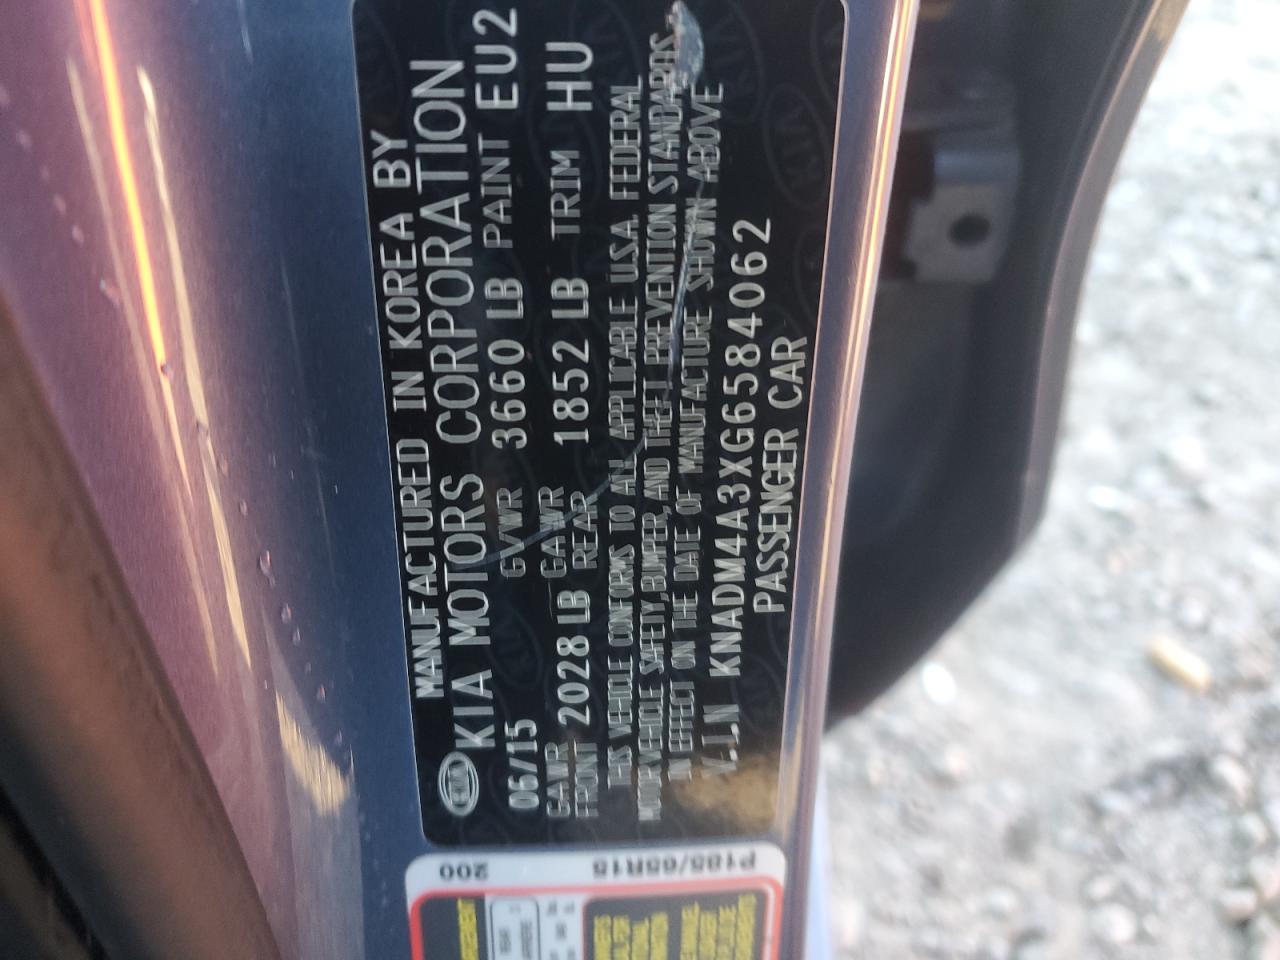 MANUFACTURED IN KOREA BY
KIA KIA MOTORS CORPORATION
06/15 GVWR 3660 LB PAINT EU2
GAWR FRONT 2028 LB GAWR REAR 1852 LB TRIM HU
THIS VEHICLE CONFORMS TO ALL APPLICABLE U.S.A. FEDERAL
MOTOR VEHICLE SAFETY, BUMPER, AND THEFT PREVENTION STANDARDS
IN EFFECT ON THE DATE OF MANUFACTURE SHOWN ABOVE
V.I.N KNADM4A3XG6584062
PASSENGER CAR
200
P185/65R15